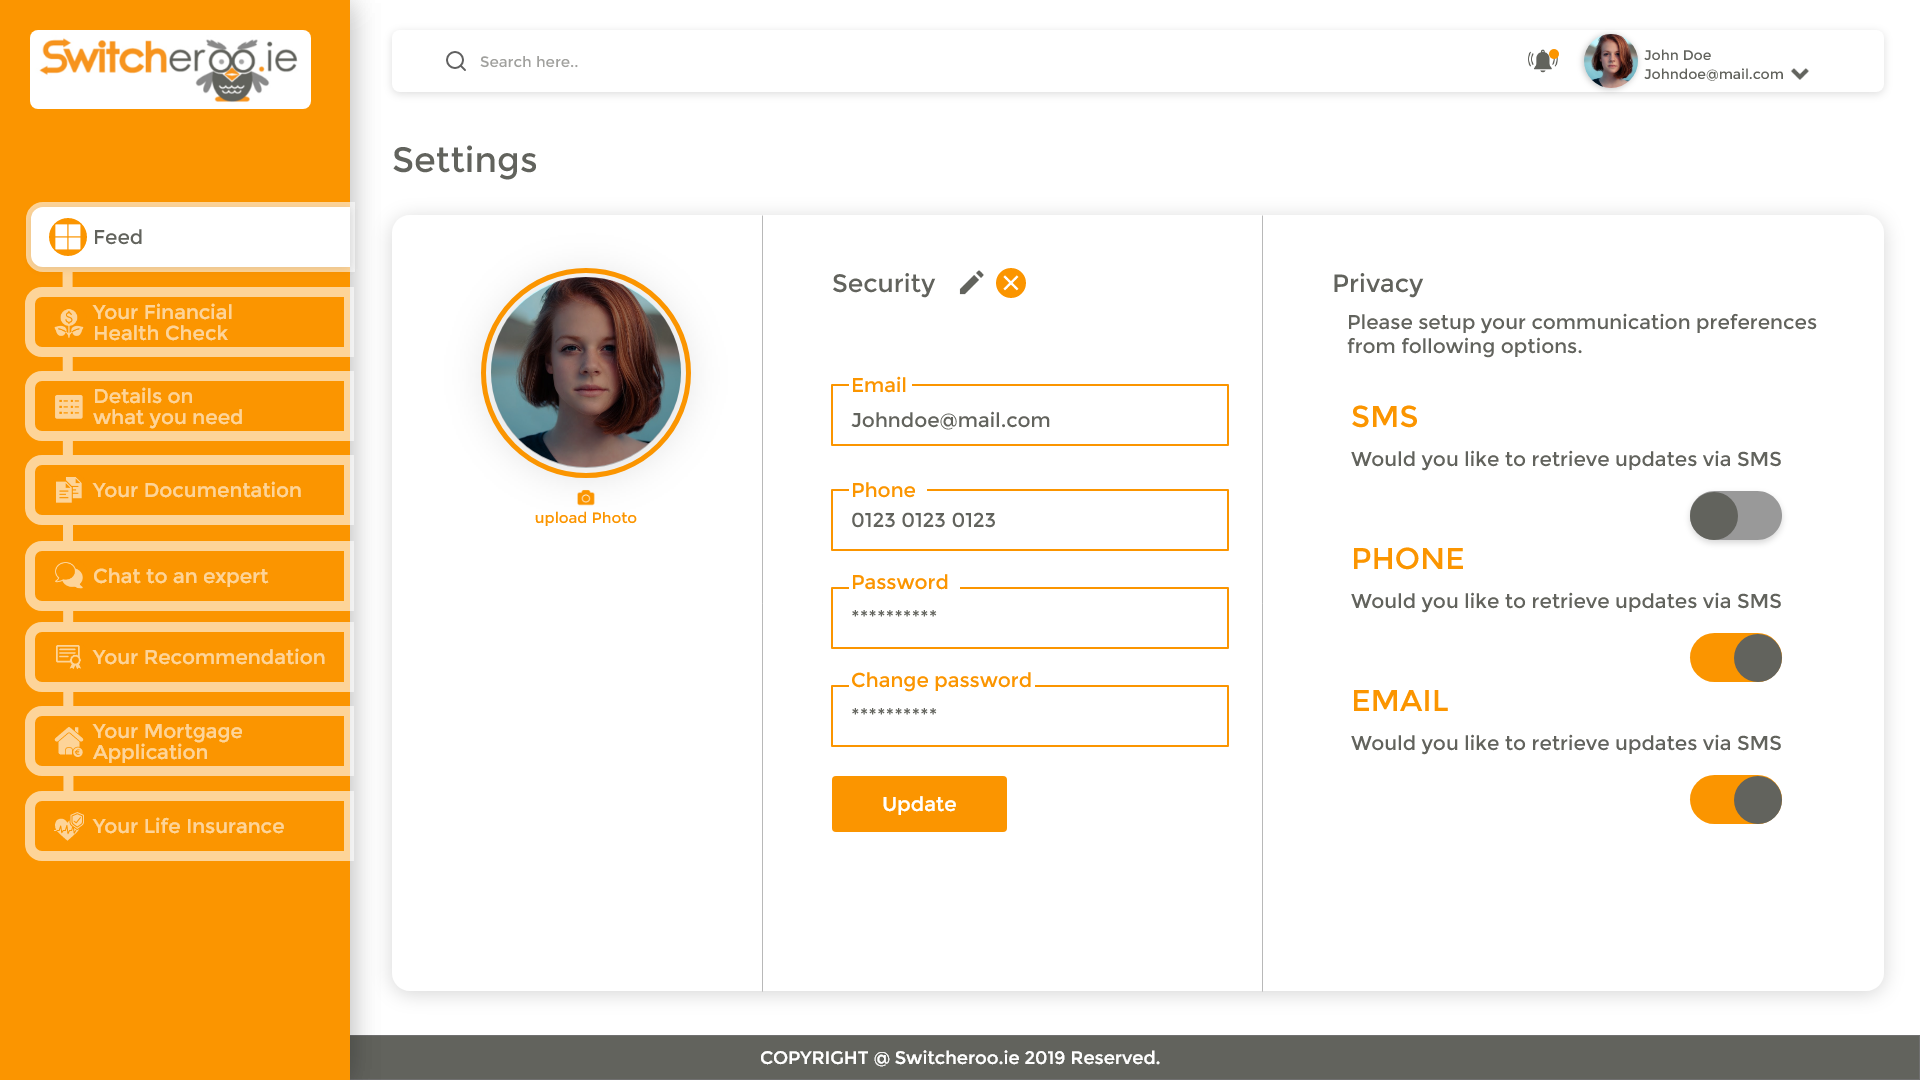 Switcheroo.ie
Search here..
John Doe
Johndoe@mail.com
Settings
Feed
Your Financial
Health Check
Details on
what you need
Your Documentation
Chat to an expert
Your Recommendation
Your Mortgage
Application
Your Life Insurance
upload Photo
Security
Email
Johndoe@mail.com
Phone
0123 0123 0123
Password
**********
Change password
**********
Update
Privacy
Please setup your communication preferences
from following options.
SMS
Would you like to retrieve updates via SMS
PHONE
Would you like to retrieve updates via SMS
EMAIL
Would you like to retrieve updates via SMS
COPYRIGHT @ Switcheroo.ie 2019 Reserved.